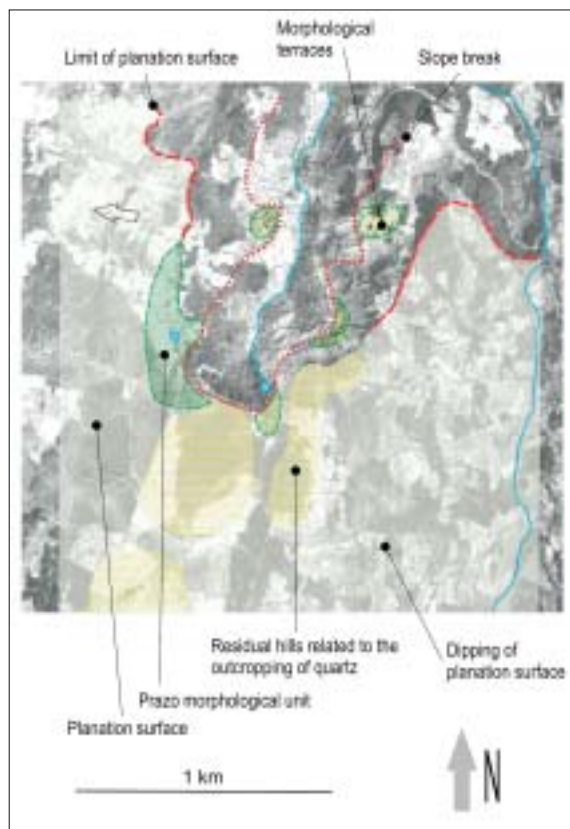 Morphological
terraces
Limit of planation surface
Slope break
Residual hills related to the
outcropping of quartz
Dipping of
planation surface
Prazo morphological unit
Planation surface
1 km
N